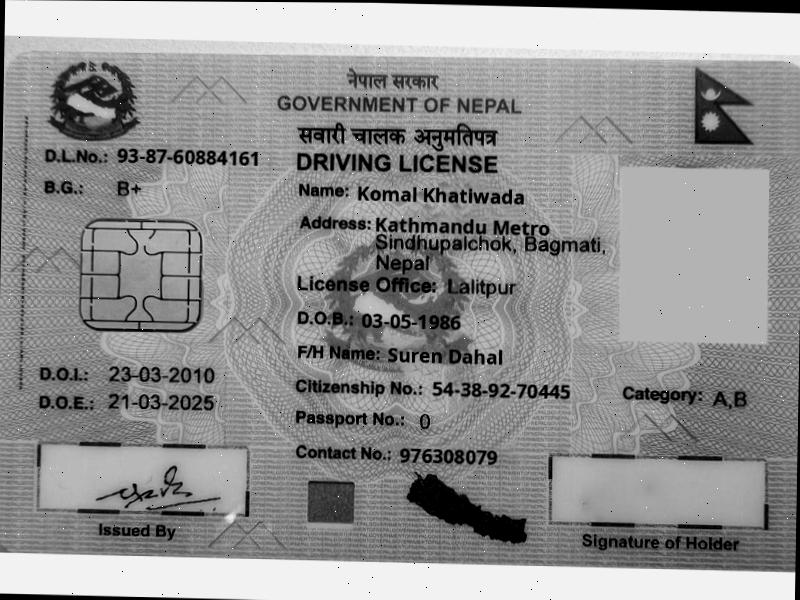 नेपाल सरकार
GOVERNMENT OF NEPAL
सवारी चालक अनुमतिपत्र
DRIVING LICENSE
D.L.No.: 93-87-60884161
B.G.: B+
Name: Komal Khatiwada
Address: Kathmandu Metro
Sindhupalchok, Bagmati,
Nepal
License Office: Lalitpur
D.O.B.: 03-05-1986
F/H Name: Suren Dahal
D.O.I.: 23-03-2010
D.O.E.: 21-03-2025
Citizenship No.: 54-38-92-70445
Category: A,B
Passport No.: 0
Contact No.: 976308079
Issued By
Signature of Holder